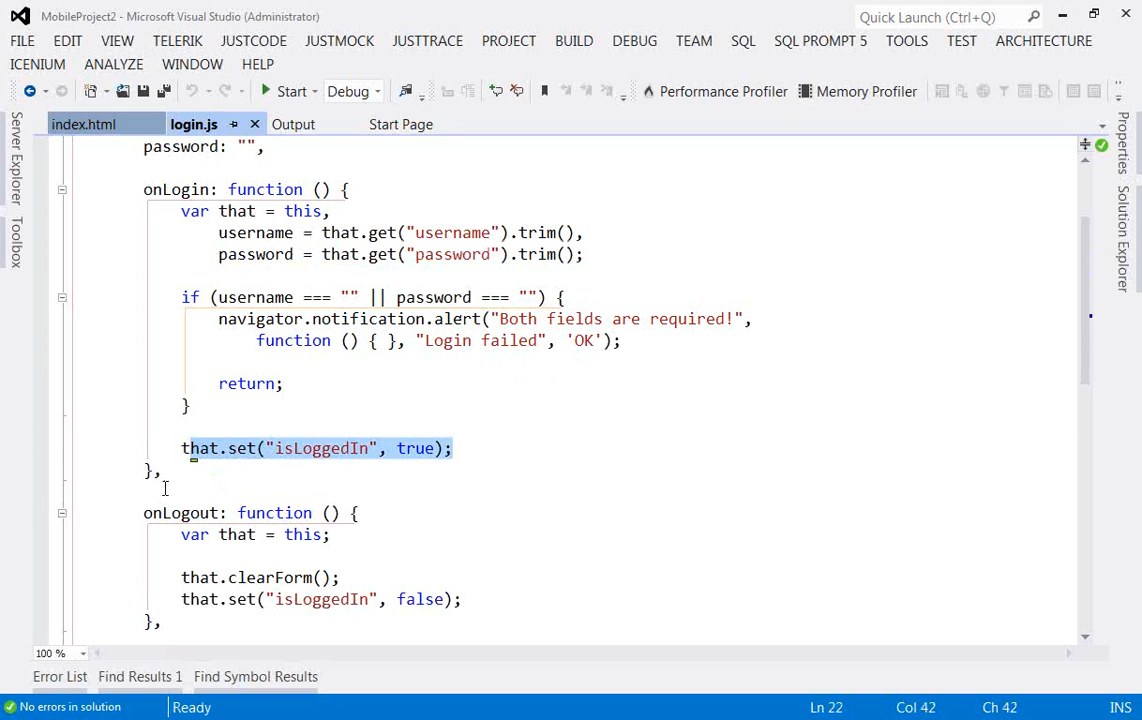 MobileProject2 - Microsoft Visual Studio (Administrator)
Quick Launch (Ctrl+Q)
FILE EDIT VIEW TELERIK JUSTCODE JUSTMOCK JUSTTRACE PROJECT BUILD DEBUG TEAM SQL SQL PROMPT 5 TOOLS TEST ARCHITECTURE
ICENIUM ANALYZE WINDOW HELP
Start Debug Performance Profiler Memory Profiler
index.html login.js Output Start Page
Server Explorer
Toolbox
Properties
Solution Explorer
password: "",
onLogin: function () {
var that = this,
username = that.get("username").trim(),
password = that.get("password").trim();
if (username === "" || password === "") {
navigator.notification.alert("Both fields are required!",
function () { }, "Login failed", 'OK');
return;
}
that.set("isLoggedIn", true);
},
onLogout: function () {
var that = this;
that.clearForm();
that.set("isLoggedIn", false);
},
100 %
Error List Find Results 1 Find Symbol Results
No errors in solution Ready Ln 22 Col 42 Ch 42 INS